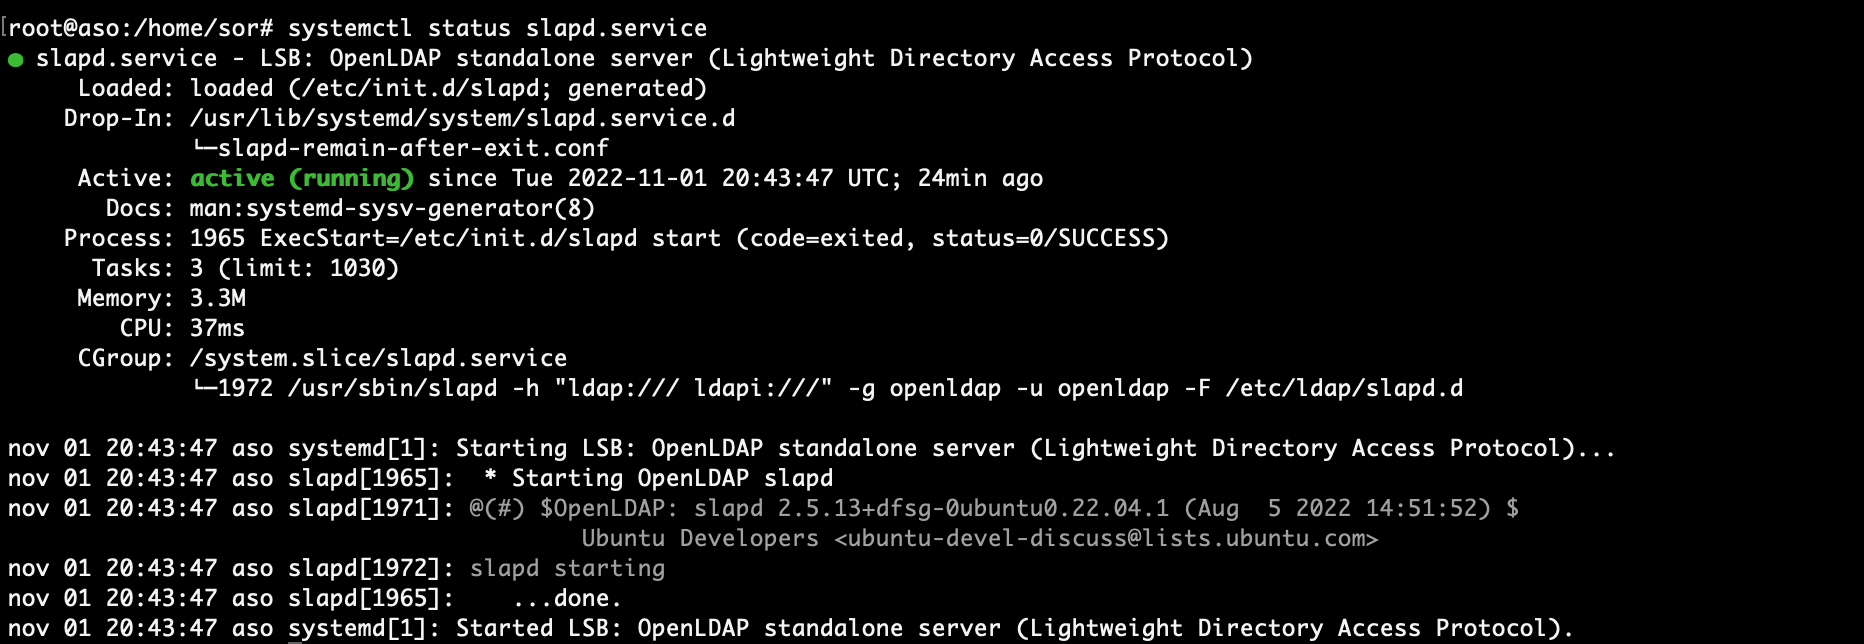 [root@aso:/home/sor# systemctl status slapd.service
● slapd.service - LSB: OpenLDAP standalone server (Lightweight Directory Access Protocol)
     Loaded: loaded (/etc/init.d/slapd; generated)
    Drop-In: /usr/lib/systemd/system/slapd.service.d
             └─slapd-remain-after-exit.conf
     Active: active (running) since Tue 2022-11-01 20:43:47 UTC; 24min ago
       Docs: man:systemd-sysv-generator(8)
    Process: 1965 ExecStart=/etc/init.d/slapd start (code=exited, status=0/SUCCESS)
      Tasks: 3 (limit: 1030)
     Memory: 3.3M
        CPU: 37ms
     CGroup: /system.slice/slapd.service
             └─1972 /usr/sbin/slapd -h "ldap:/// ldapi:///" -g openldap -u openldap -F /etc/ldap/slapd.d

nov 01 20:43:47 aso systemd[1]: Starting LSB: OpenLDAP standalone server (Lightweight Directory Access Protocol)...
nov 01 20:43:47 aso slapd[1965]:  * Starting OpenLDAP slapd
nov 01 20:43:47 aso slapd[1971]: @(#) $OpenLDAP: slapd 2.5.13+dfsg-0ubuntu0.22.04.1 (Aug  5 2022 14:51:52) $
                                         Ubuntu Developers <ubuntu-devel-discuss@lists.ubuntu.com>
nov 01 20:43:47 aso slapd[1972]: slapd starting
nov 01 20:43:47 aso slapd[1965]:    ...done.
nov 01 20:43:47 aso systemd[1]: Started LSB: OpenLDAP standalone server (Lightweight Directory Access Protocol).